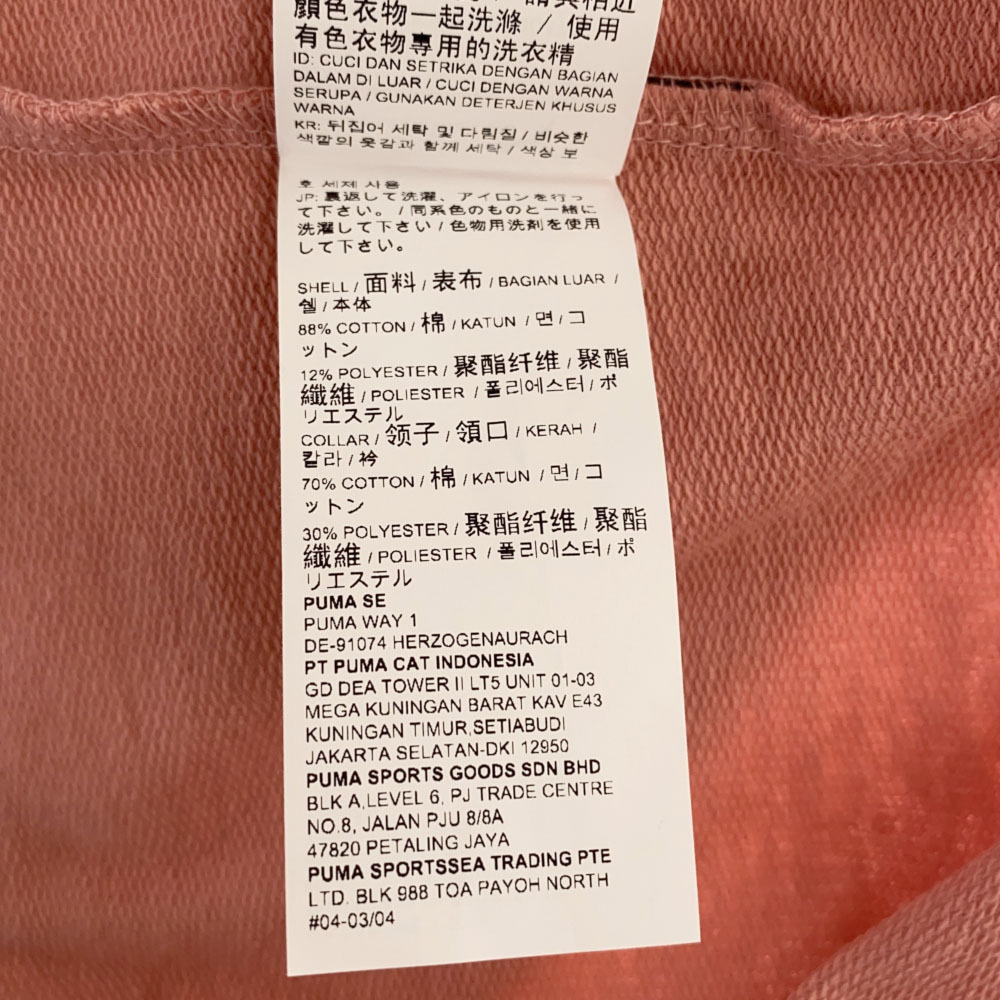 顏色衣物一起洗滌 / 使用
有色衣物專用的洗衣精
ID: CUCI DAN SETRIKA DENGAN BAGIAN
DALAM DI LUAR / CUCI DENGAN WARNA
SERUPA / GUNAKAN DETERJEN KHUSUS
WARNA
KR: 뒤집어 세탁 및 다림질 / 비슷한
색깔의 옷감과 함께 세탁 / 색상 보
호 세제 사용
JP: 裏返して洗濯、アイロンを行っ
て下さい。 / 同系色のものと一緒に
洗濯して下さい / 色物用洗剤を使用
して下さい。
SHELL / 面料 / 表布 / BAGIAN LUAR /
쉘 / 本体
88% COTTON / 棉 / KATUN / 면 / コ
ットン
12% POLYESTER / 聚酯纤维 / 聚酯
纖維 / POLIESTER / 폴리에스터 / ポ
リエステル
COLLAR / 领子 / 領口 / KERAH /
칼라 / 衿
70% COTTON / 棉 / KATUN / 면 / コ
ットン
30% POLYESTER / 聚酯纤维 / 聚酯
纖維 / POLIESTER / 폴리에스터 / ポ
リエステル
PUMA SE
PUMA WAY 1
DE-91074 HERZOGENAURACH
PT PUMA CAT INDONESIA
GD DEA TOWER II LT5 UNIT 01-03
MEGA KUNINGAN BARAT KAV E43
KUNINGAN TIMUR,SETIABUDI
JAKARTA SELATAN-DKI 12950
PUMA SPORTS GOODS SDN BHD
BLK A,LEVEL 6, PJ TRADE CENTRE
NO.8, JALAN PJU 8/8A
47820 PETALING JAYA
PUMA SPORTSSEA TRADING PTE
LTD. BLK 988 TOA PAYOH NORTH
#04-03/04